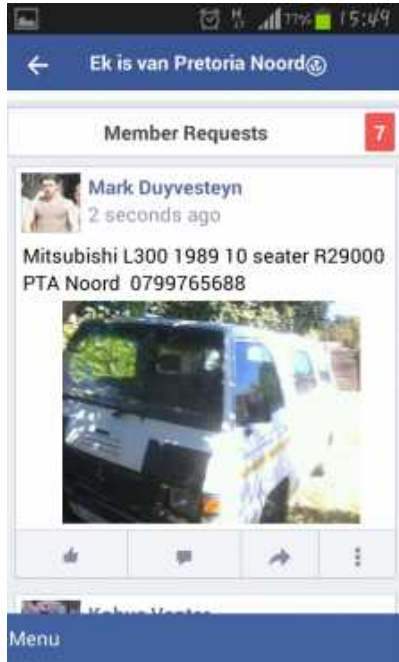 77% 15:49
Ek is van Pretoria Noord
Member Requests 7
Mark Duyvesteyn
2 seconds ago
Mitsubishi L300 1989 10 seater R29000
PTA Noord 0799765688
Menu